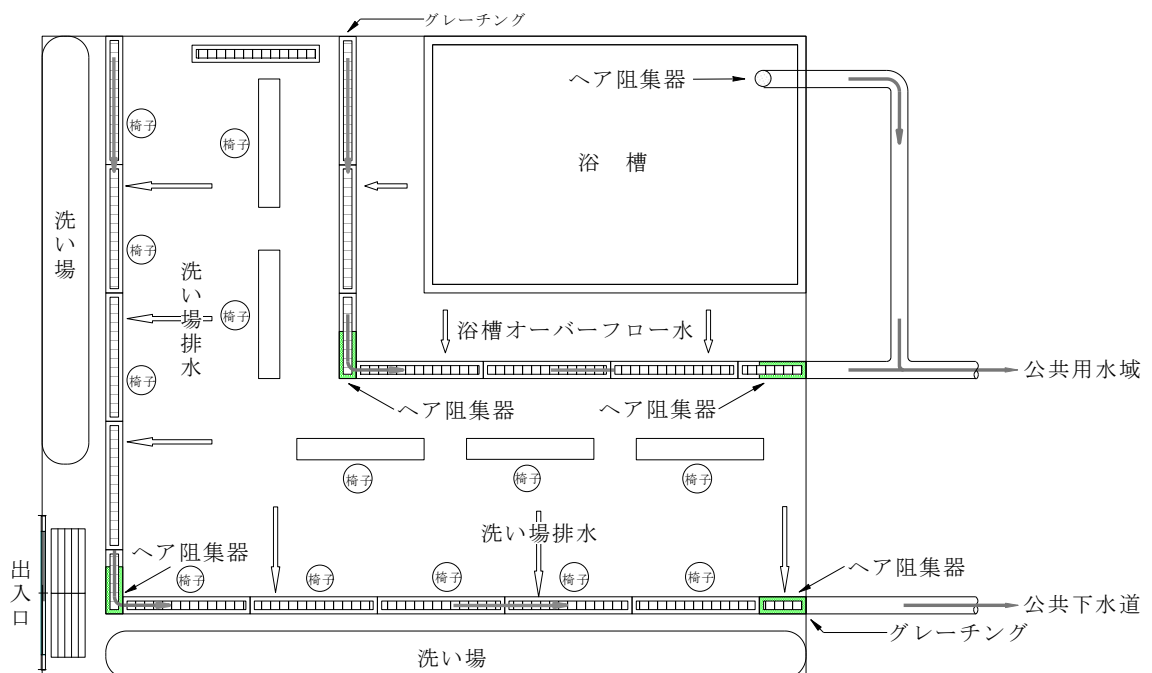 グレーチング
ヘア阻集器
浴 槽
椅子
椅子
洗い場
椅子
洗い場排水
椅子
浴槽オーバーフロー水
公共用水域
椅子
ヘア阻集器
ヘア阻集器
椅子
椅子
椅子
洗い場排水
ヘア阻集器
ヘア阻集器
出入口
椅子
椅子
椅子
椅子
椅子
公共下水道
グレーチング
洗い場